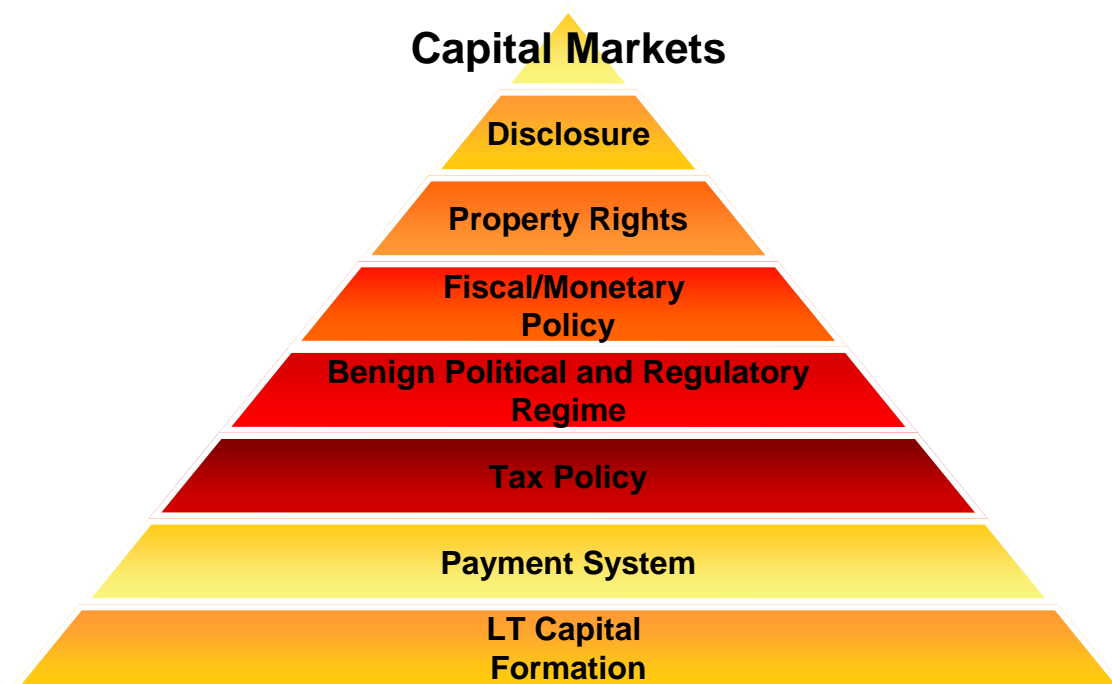 Capital Markets
Disclosure
Property Rights
Fiscal/Monetary
Policy
Benign Political and Regulatory
Regime
Tax Policy
Payment System
LT Capital
Formation